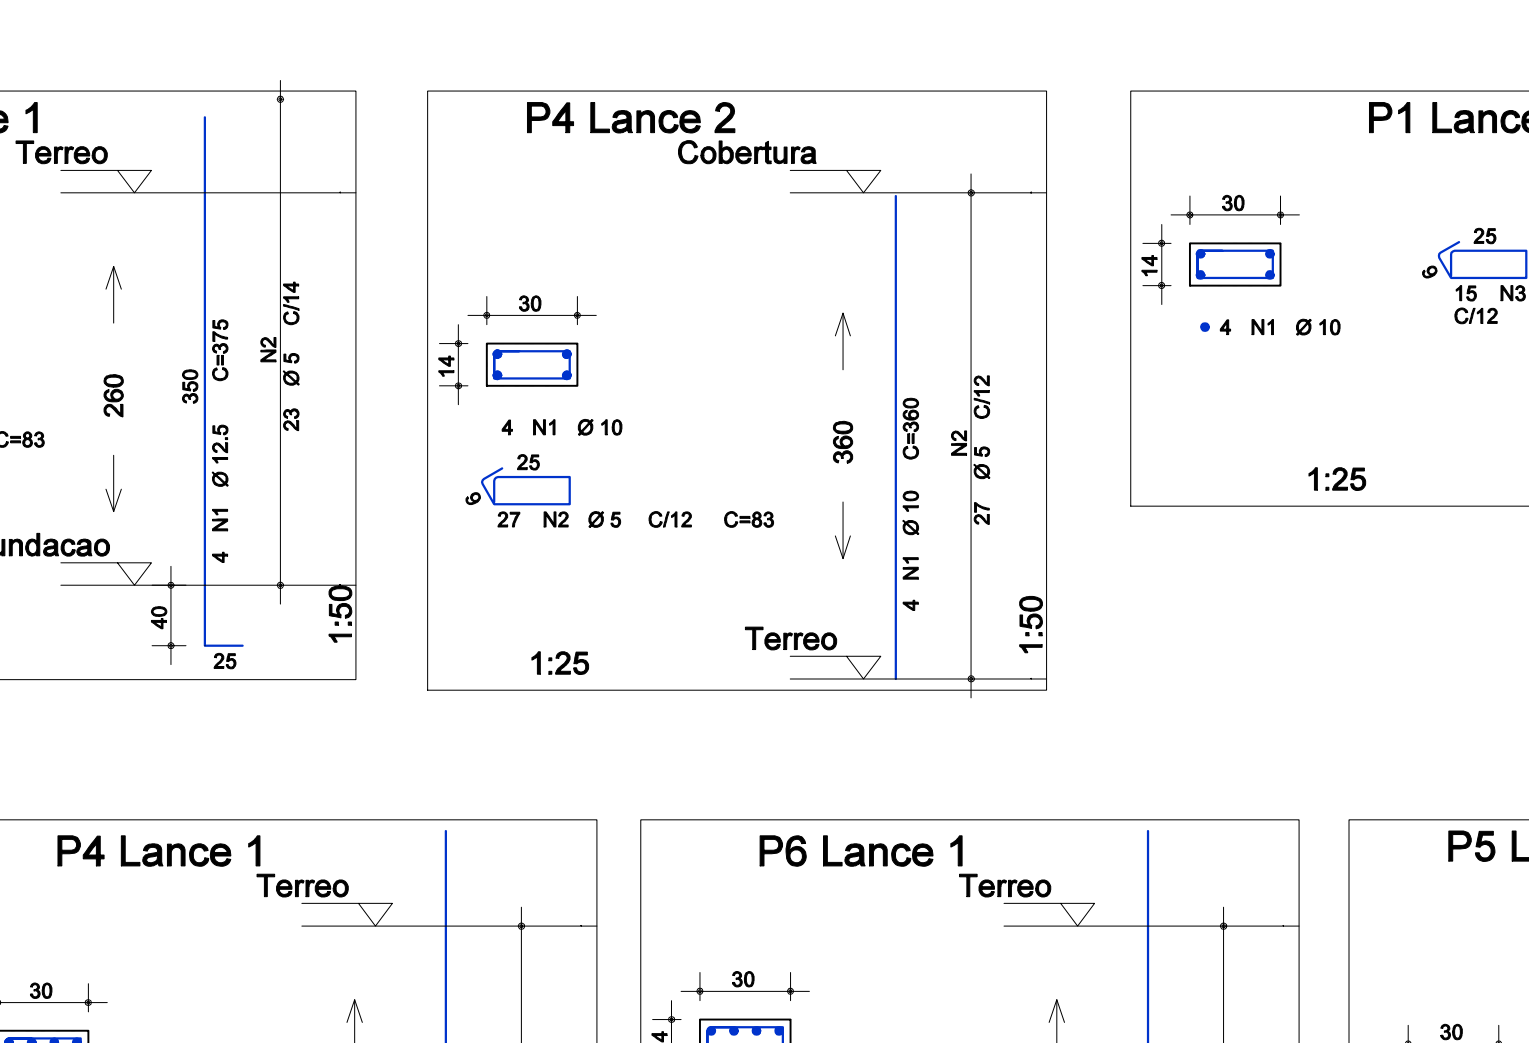 e 1
Terreo
C=83
260
350
4 N1 Ø 12.5 C=375
N2
23 Ø 5 C/14
undacao
40
25
1:50
P4 Lance 2
Cobertura
30
14
4 N1 Ø 10
25
6
27 N2 Ø 5 C/12 C=83
360
4 N1 Ø 10 C=360
N2
27 Ø 5 C/12
Terreo
1:25
1:50
P1 Lance
30
14
4 N1 Ø 10
25
6
15 N3
C/12
1:25
P4 Lance 1
Terreo
30
P6 Lance 1
Terreo
30
4
P5 L
30